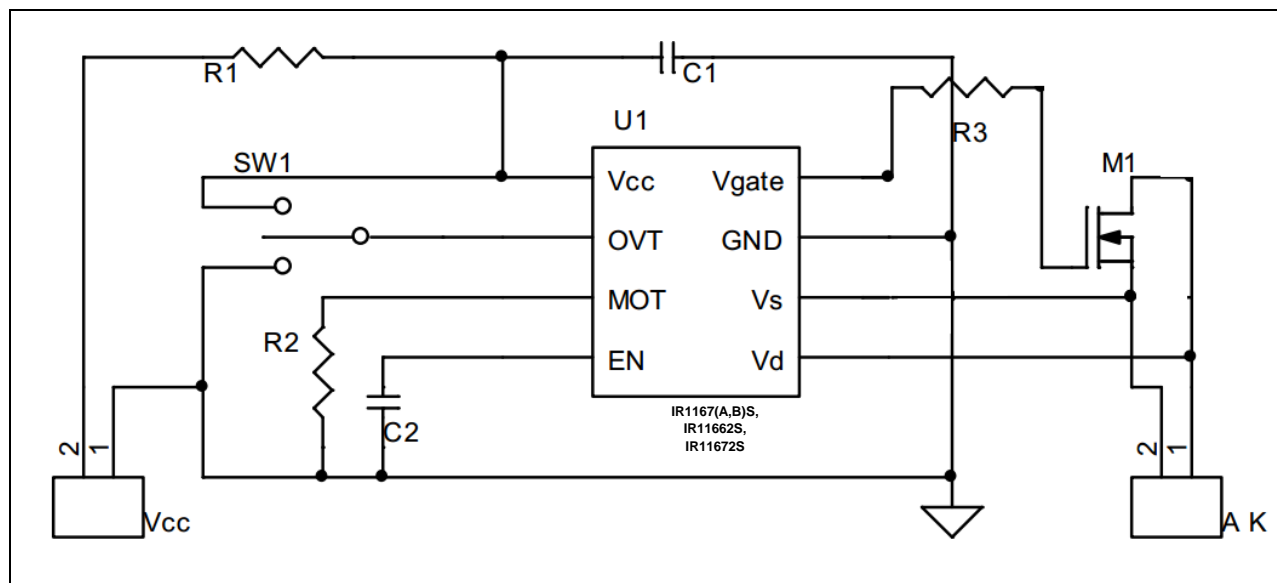 R1
C1
R3
U1
SW1
M1
Vcc
Vgate
OVT
GND
MOT
Vs
R2
EN
Vd
IR1167(A,B)S,
IR11662S,
IR11672S
C2
2
1
2
1
Vcc
A K